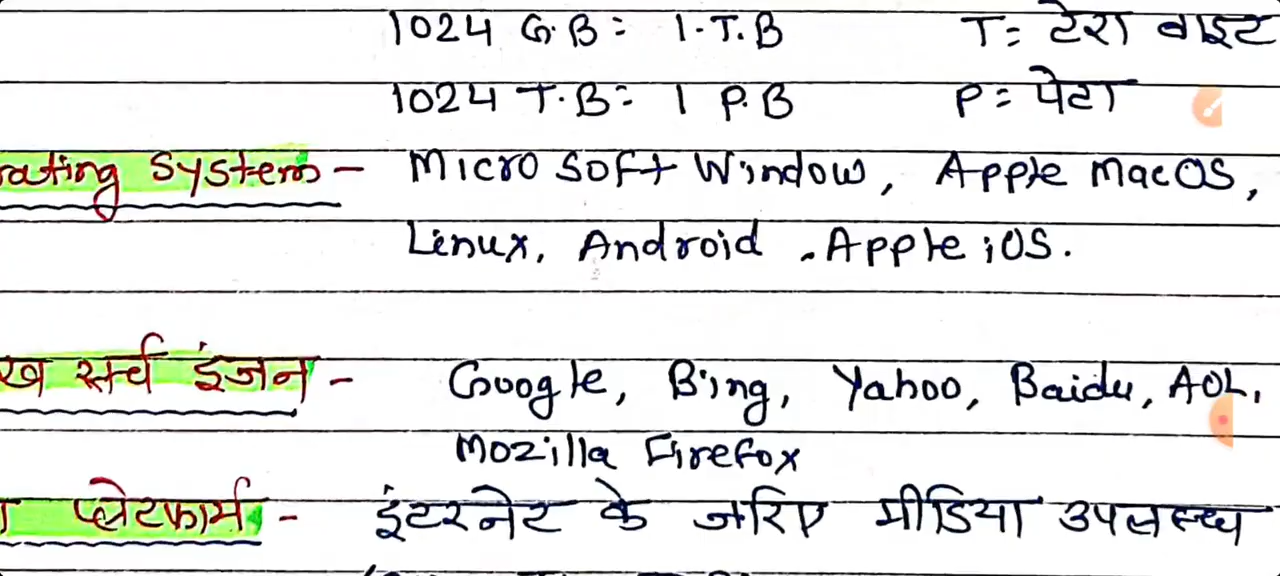 1024 G.B = 1.T.B T= टेरा बाइट
1024 T.B = 1 P.B P = पेटा
rating System - Microsoft Window, Apple MacOS,
Linux, Android, Apple iOS.
ख सर्च इंजन - Google, Bing, Yahoo, Baidu, AOL,
Mozilla Firefox
प्लेटफार्म - इंटरनेट के जरिए मीडिया उपलब्ध